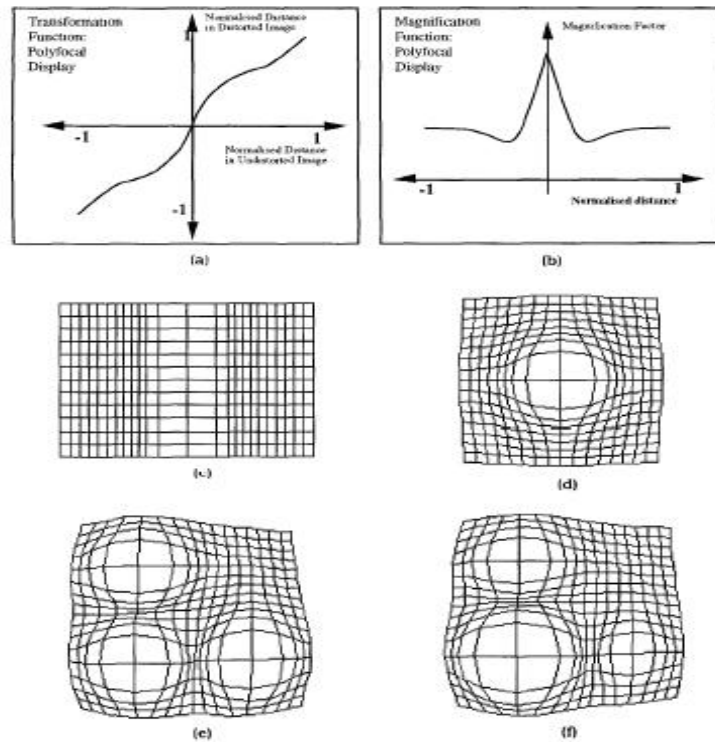 Transformation
Function:
Polyfocal
Display
Normalised Distance
in Distorted Image
1
-1
1
Normalised Distance
in Undistorted Image
-1
(a)
Magnification
Function:
Polyfocal
Display
Magnification Factor
-1
1
Normalised distance
(b)
(c)
(d)
(e)
(f)